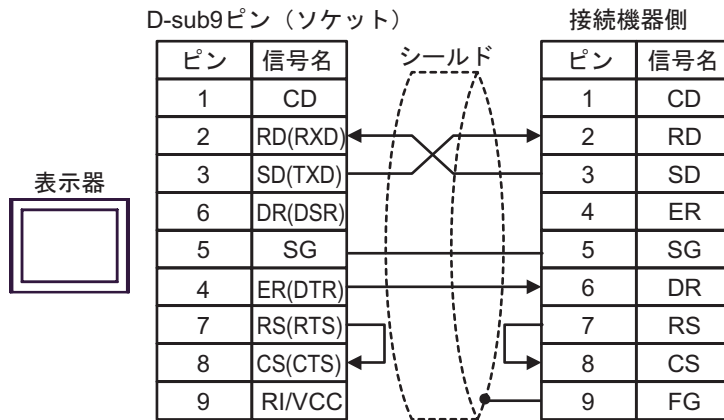 D-sub9ピン（ソケット） 接続機器側
ピン 信号名 シールド ピン 信号名
1 CD 1 CD
2 RD(RXD) 2 RD
3 SD(TXD) 3 SD
表示器
6 DR(DSR) 4 ER
5 SG 5 SG
4 ER(DTR) 6 DR
7 RS(RTS) 7 RS
8 CS(CTS) 8 CS
9 RI/VCC 9 FG